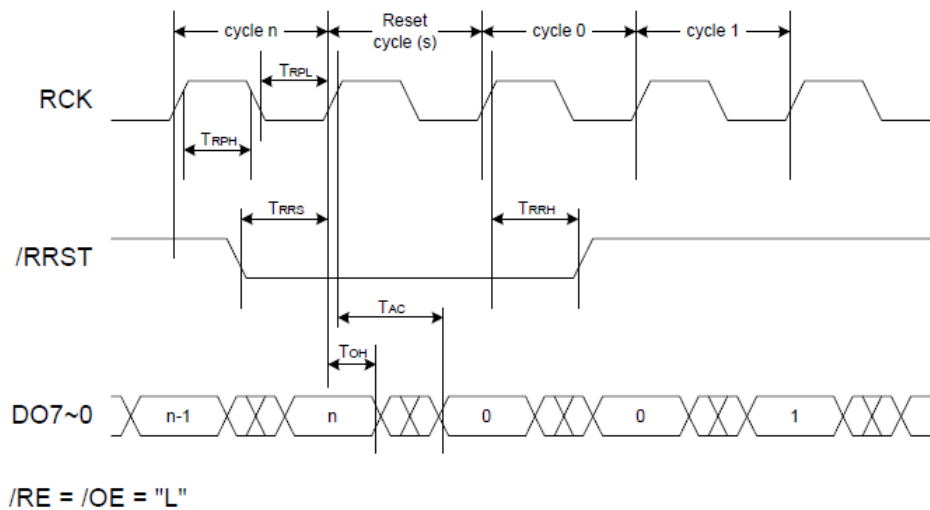 cycle n
Reset
cycle (s)
cycle 0
cycle 1
TRPL
RCK
TRPH
TRRS
TRRH
/RRST
TAC
TOH
DO7~0
n-1
n
0
0
1
/RE = /OE = "L"